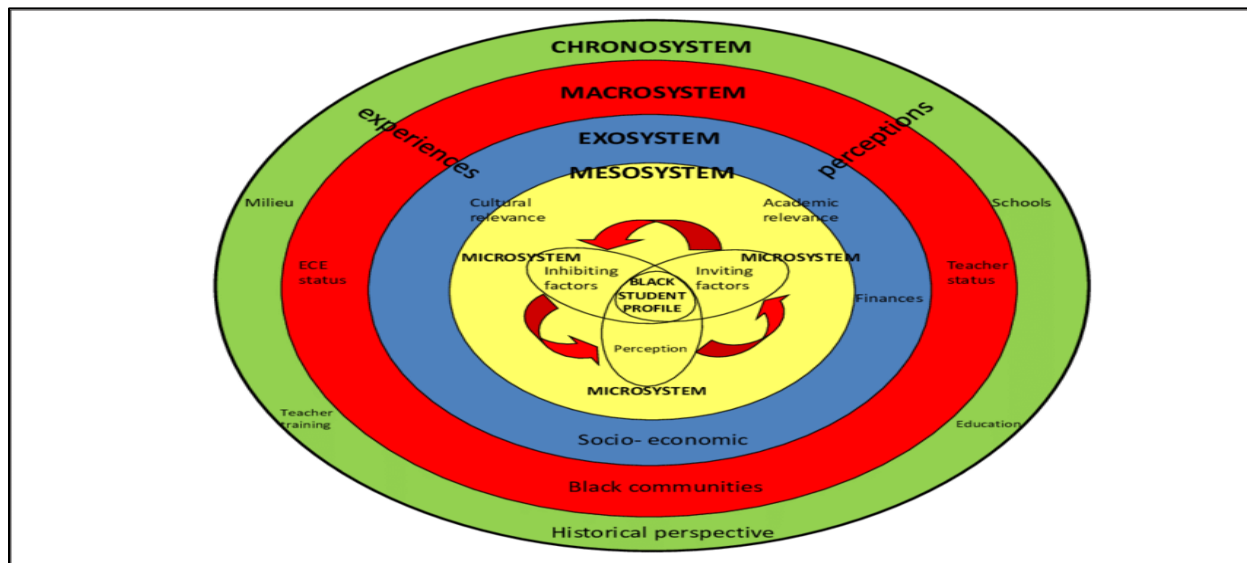 CHRONOSYSTEM
MACROSYSTEM
experiences
perceptions
EXOSYSTEM
MESOSYSTEM
Milieu
Cultural
relevance
Academic
relevance
Schools
MICROSYSTEM
MICROSYSTEM
ECE
status
Inhibiting
factors
BLACK
STUDENT
PROFILE
Inviting
factors
Teacher
status
Finances
Perception
MICROSYSTEM
Teacher
training
Education
Socio- economic
Black communities
Historical perspective